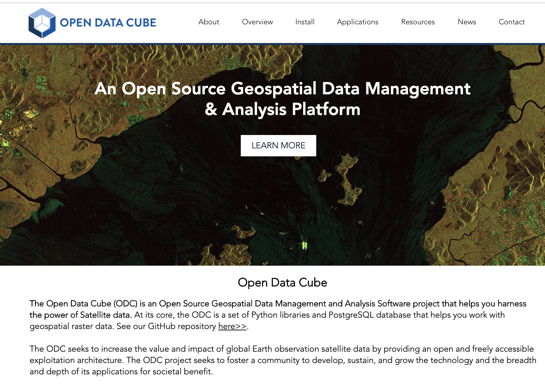 OPEN DATA CUBE
About Overview Install Applications Resources News Contact
An Open Source Geospatial Data Management
& Analysis Platform
LEARN MORE
Open Data Cube
The Open Data Cube (ODC) is an Open Source Geospatial Data Management and Analysis Software project that helps you harness
the power of Satellite data. At its core, the ODC is a set of Python libraries and PostgreSQL database that helps you work with
geospatial raster data. See our GitHub repository here>>.
The ODC seeks to increase the value and impact of global Earth observation satellite data by providing an open and freely accessible
exploitation architecture. The ODC project seeks to foster a community to develop, sustain, and grow the technology and the breadth
and depth of its applications for societal benefit.